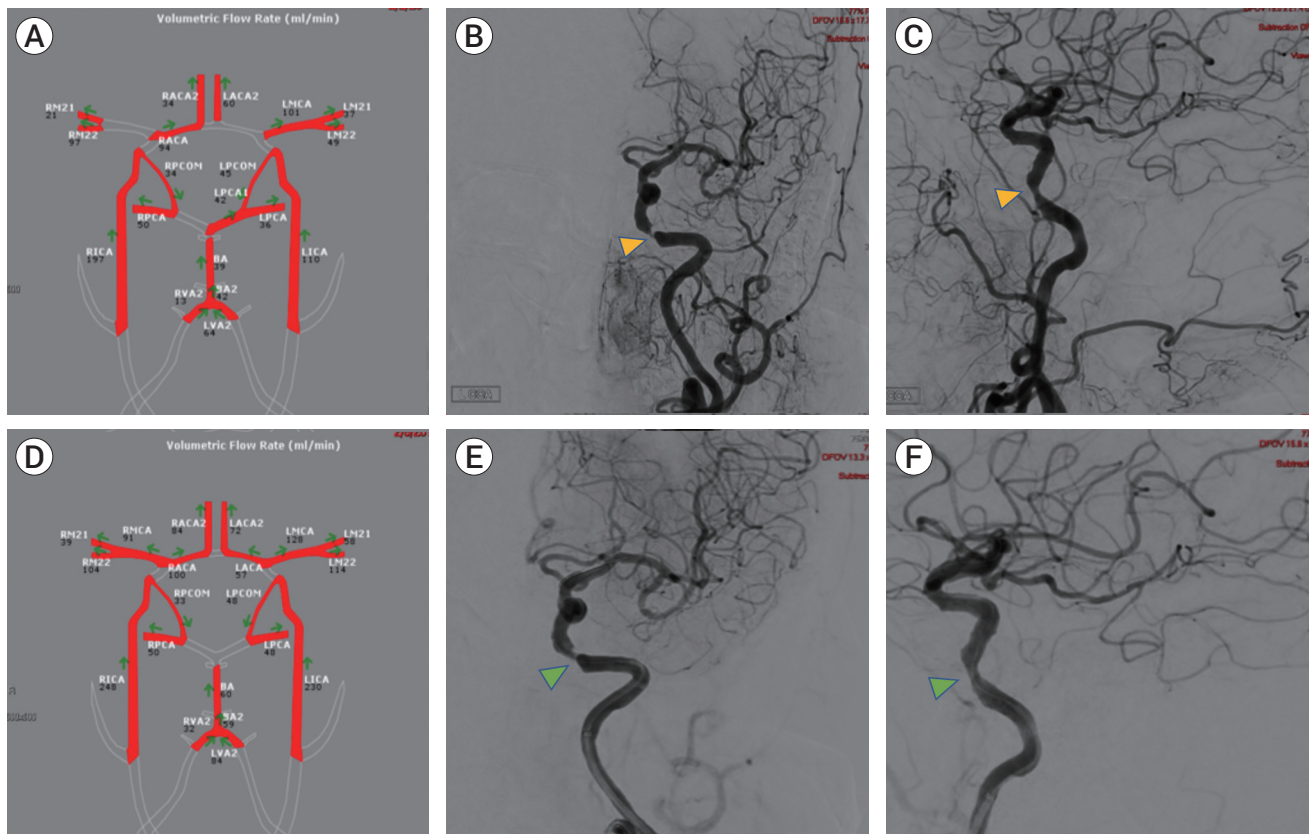 A
Volumetric Flow Rate (ml/min)
RACA2
34
LACA2
60
RM21
21
LMCA
101
LM21
37
RM22
97
RACA
94
LM22
49
RPCOM
34
LPCOM
45
LPCA1
42
RPCA
50
LPCA
36
RICA
197
BA
39
LICA
110
RVA2
13
BA2
42
LVA2
64
B
C
D
Volumetric Flow Rate (ml/min)
RM21
39
RMCA
91
RACA2
84
LACA2
72
LMCA
128
LM21
58
RM22
104
RACA
100
LACA
57
LM22
114
RPCOM
33
LPCOM
48
RPCA
50
LPCA
48
RICA
248
BA
60
LICA
230
RVA2
32
BA2
59
LVA2
84
E
F